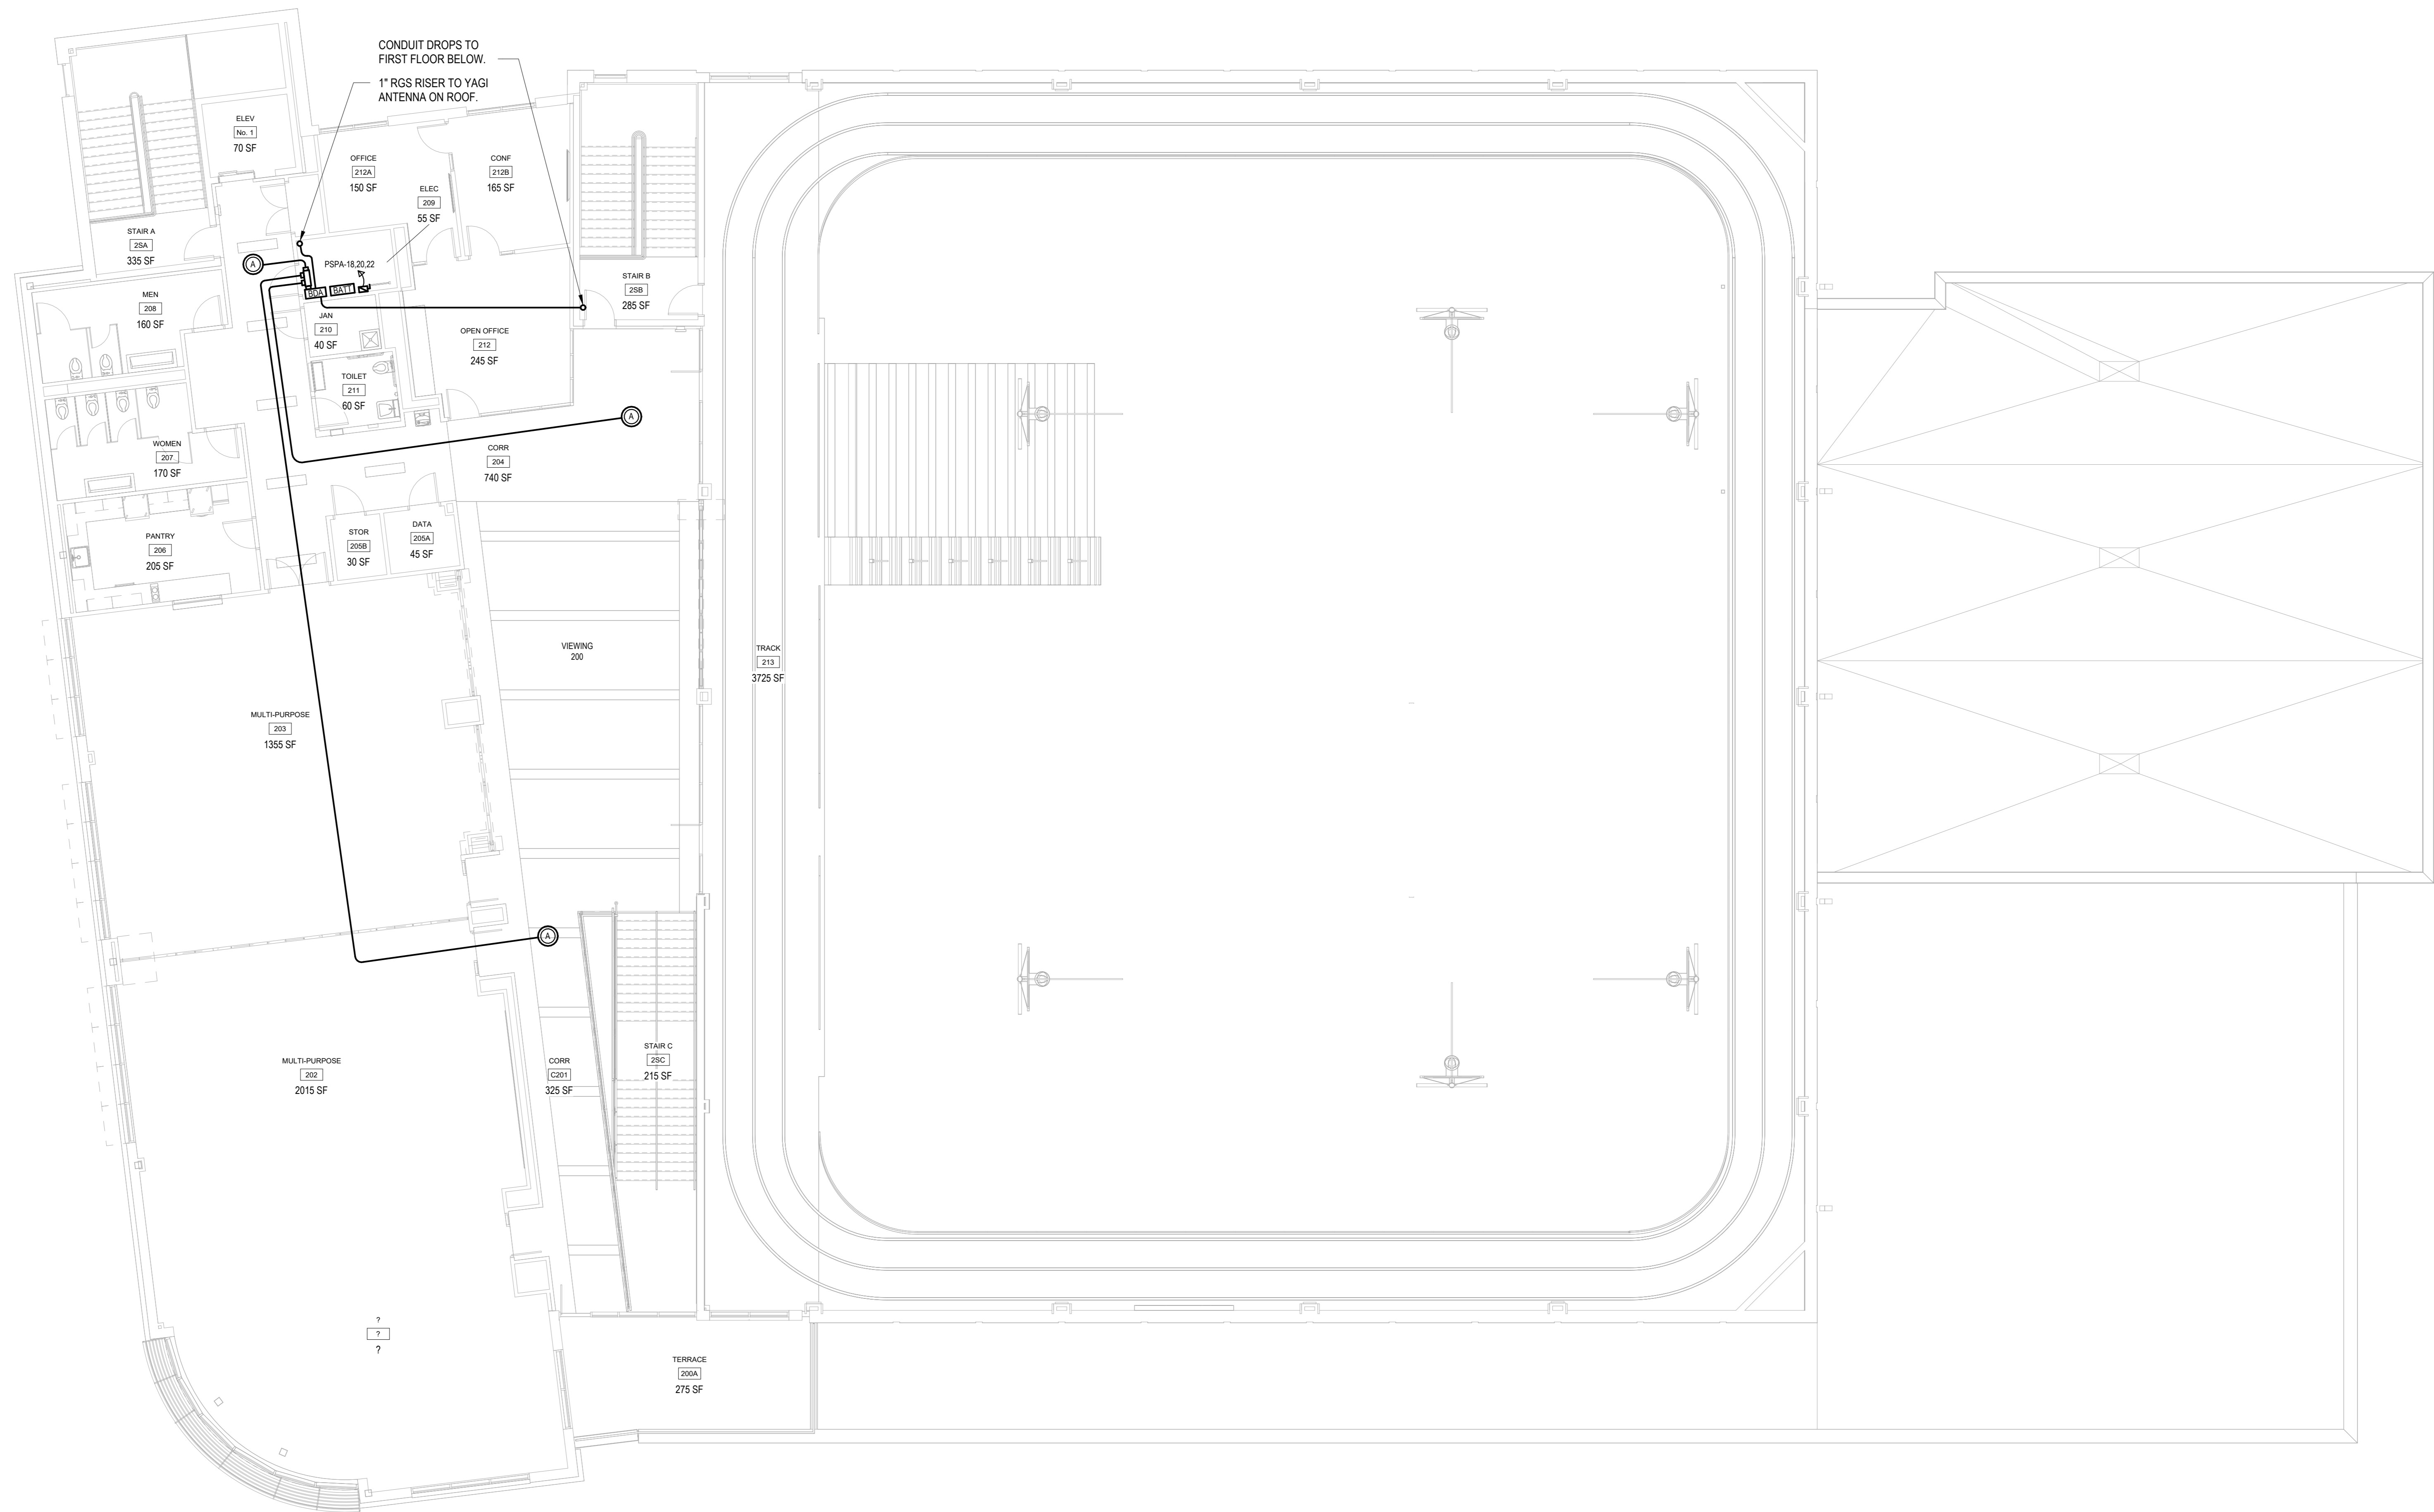 CONDUIT DROPS TO
FIRST FLOOR BELOW.
1" RGS RISER TO YAGI
ANTENNA ON ROOF.
ELEV
No. 1
70 SF
OFFICE
212A
150 SF
CONF
212B
165 SF
ELEC
209
55 SF
STAIR A
2SA
335 SF
A
PSPA-18,20,22
BDA
BATT
STAIR B
2SB
285 SF
MEN
208
160 SF
JAN
210
40 SF
OPEN OFFICE
212
245 SF
TOILET
211
60 SF
A
WOMEN
207
170 SF
CORR
204
740 SF
PANTRY
206
205 SF
STOR
205B
30 SF
DATA
205A
45 SF
VIEWING
200
TRACK
213
3725 SF
MULTI-PURPOSE
203
1355 SF
A
MULTI-PURPOSE
202
2015 SF
CORR
C201
325 SF
STAIR C
2SC
215 SF
?
?
?
TERRACE
200A
275 SF